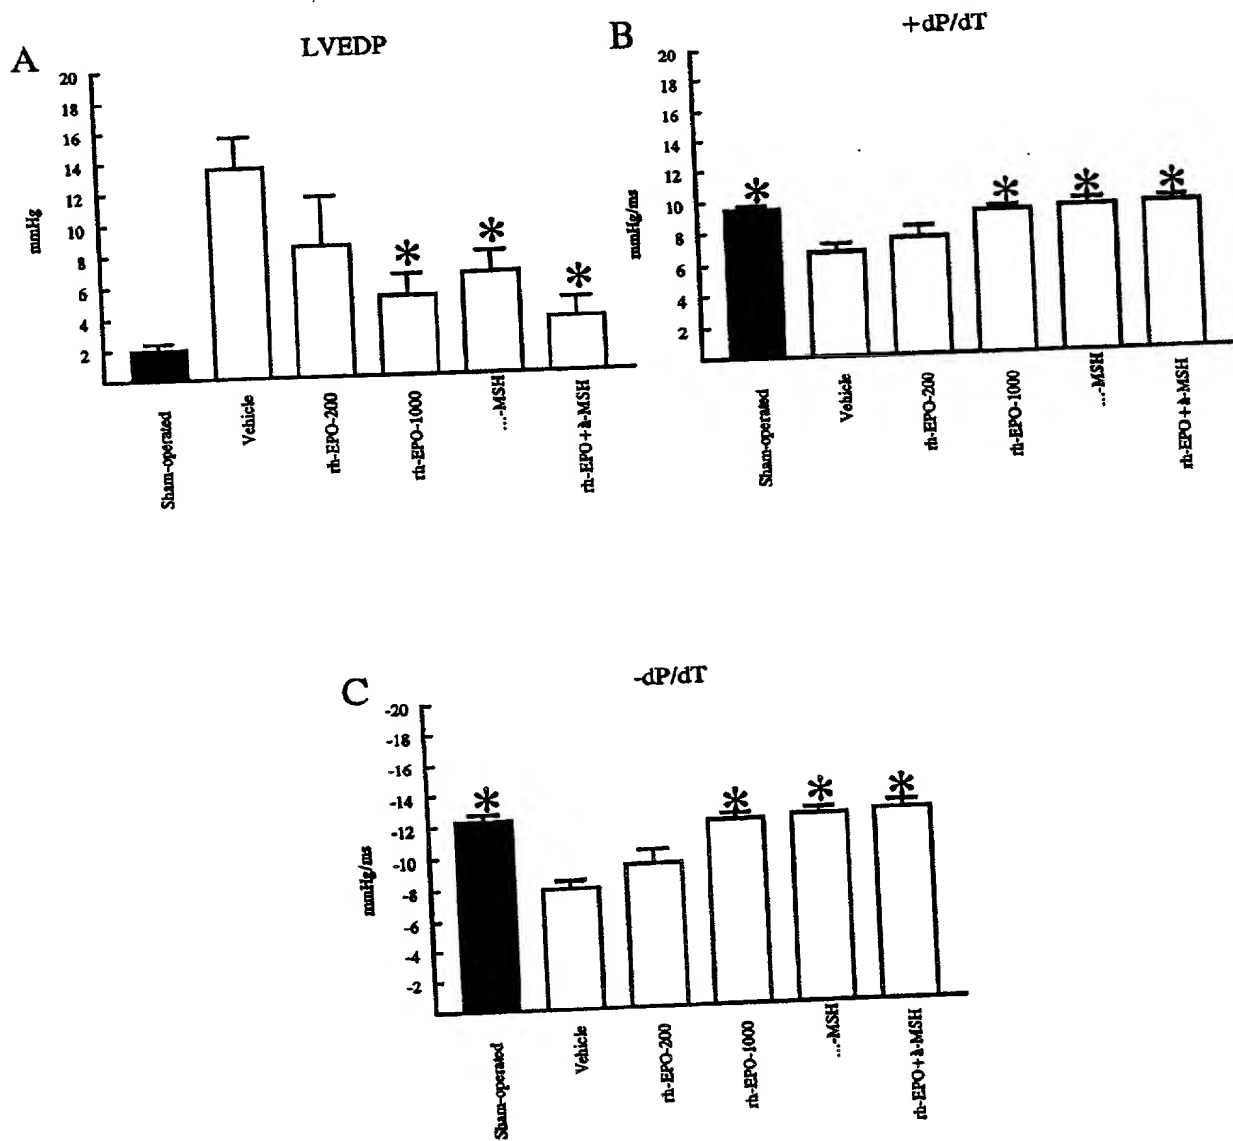 A
LVEDP
20
18
16
14
12
10
8
6
4
2
mmHg
*
*
*
Sham-operated
Vehicle
rh-EPO-200
rh-EPO-1000
...-MSH
rh-EPO+à-MSH
B
+dP/dT
20
18
16
14
12
10
8
6
4
2
mmHg/ms
*
*
*
*
Sham-operated
Vehicle
rh-EPO-200
rh-EPO-1000
...-MSH
rh-EPO+à-MSH
C
-dP/dT
-20
-18
-16
-14
-12
-10
-8
-6
-4
-2
mmHg/ms
*
*
*
*
Sham-operated
Vehicle
rh-EPO-200
rh-EPO-1000
...-MSH
rh-EPO+à-MSH